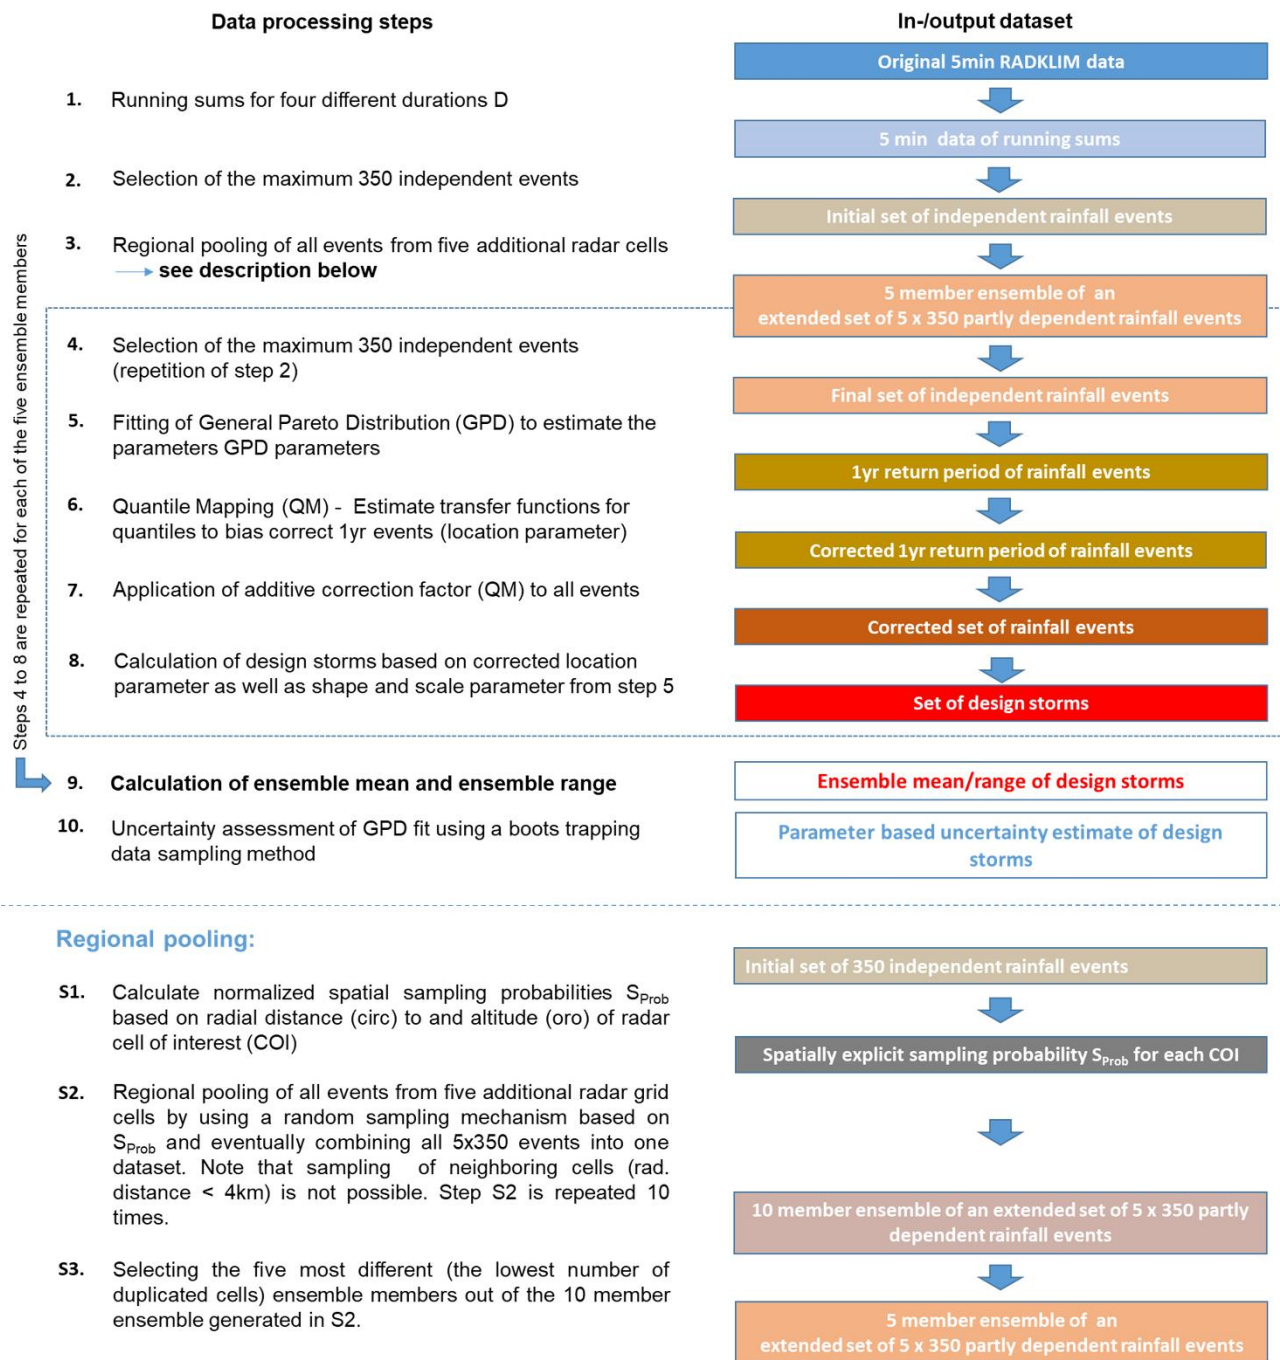 Data processing steps
In-/output dataset
Original 5min RADKLIM data
1. Running sums for four different durations D
5 min data of running sums
2. Selection of the maximum 350 independent events
Initial set of independent rainfall events
3. Regional pooling of all events from five additional radar cells
see description below
5 member ensemble of an
extended set of 5 x 350 partly dependent rainfall events
Steps 4 to 8 are repeated for each of the five ensemble members
4. Selection of the maximum 350 independent events
(repetition of step 2)
Final set of independent rainfall events
5. Fitting of General Pareto Distribution (GPD) to estimate the
parameters GPD parameters
1yr return period of rainfall events
6. Quantile Mapping (QM) - Estimate transfer functions for
quantiles to bias correct 1yr events (location parameter)
Corrected 1yr return period of rainfall events
7. Application of additive correction factor (QM) to all events
Corrected set of rainfall events
8. Calculation of design storms based on corrected location
parameter as well as shape and scale parameter from step 5
Set of design storms
9. Calculation of ensemble mean and ensemble range
Ensemble mean/range of design storms
10. Uncertainty assessment of GPD fit using a boots trapping
data sampling method
Parameter based uncertainty estimate of design
storms
Regional pooling:
Initial set of 350 independent rainfall events
S1. Calculate normalized spatial sampling probabilities SProb
based on radial distance (circ) to and altitude (oro) of radar
cell of interest (COI)
Spatially explicit sampling probability SProb for each COI
S2. Regional pooling of all events from five additional radar grid
cells by using a random sampling mechanism based on
SProb and eventually combining all 5x350 events into one
dataset. Note that sampling of neighboring cells (rad.
distance < 4km) is not possible. Step S2 is repeated 10
times.
10 member ensemble of an extended set of 5 x 350 partly
dependent rainfall events
S3. Selecting the five most different (the lowest number of
duplicated cells) ensemble members out of the 10 member
ensemble generated in S2.
5 member ensemble of an
extended set of 5 x 350 partly dependent rainfall events